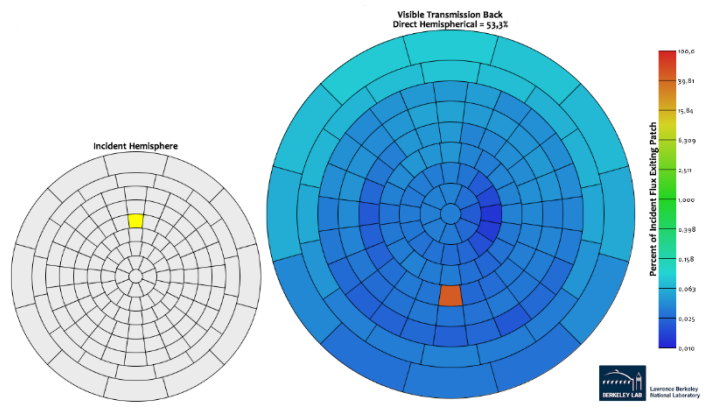 Visible Transmission Back
Direct Hemispherical = 53,3%
Incident Hemisphere
Percent of Incident Flux Exiting Patch
100,0
39,81
15,84
6,309
2,511
1,000
0,398
0,158
0,063
0,025
0,010
BERKELEY LAB
Lawrence Berkeley
National Laboratory